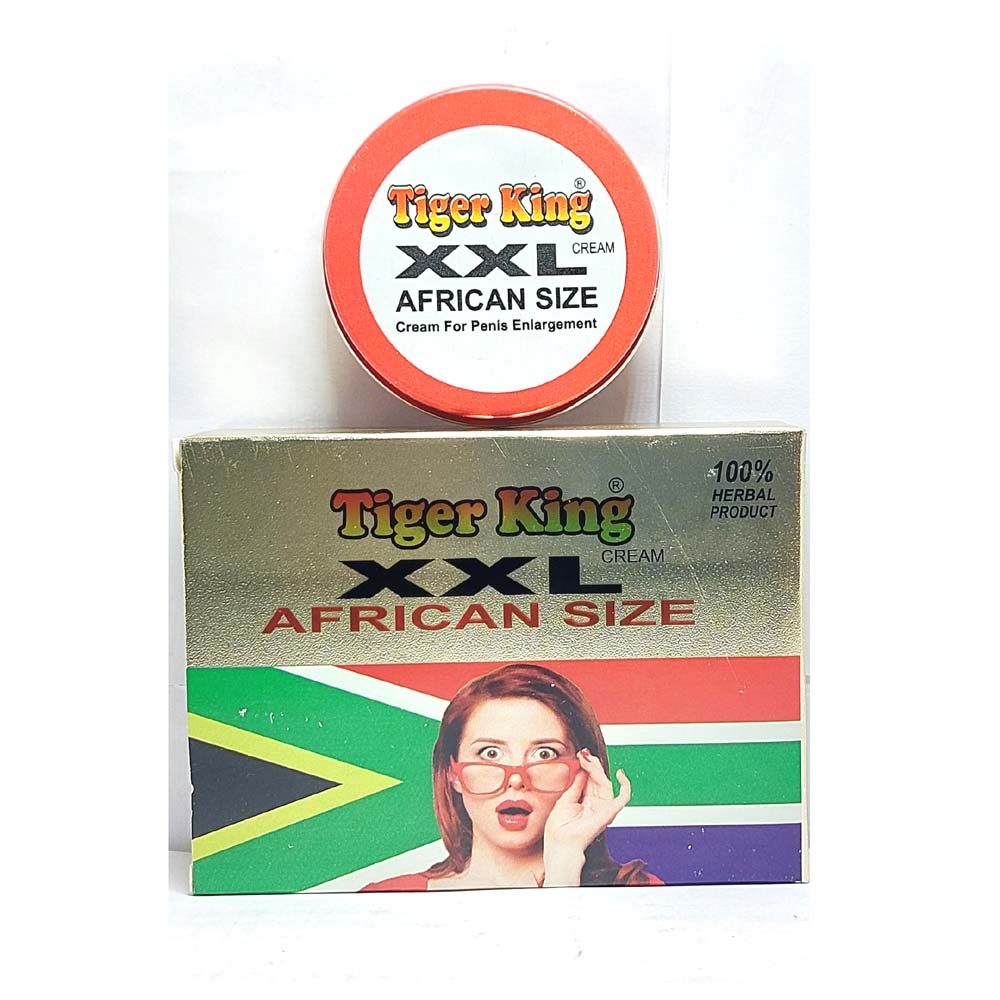 Tiger King®
XXL CREAM
AFRICAN SIZE
Cream For Penis Enlargement
100%
HERBAL
PRODUCT
Tiger King®
XXL CREAM
AFRICAN SIZE